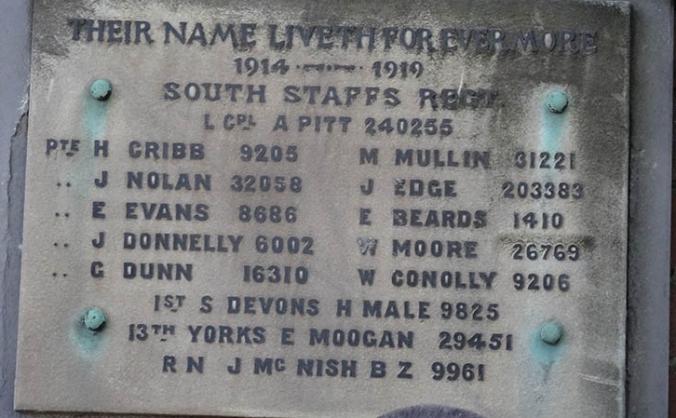 THEIR NAME LIVETH FOR EVER MORE
1914 1919
SOUTH STAFFS REGT
L CPL A PITT 240255
PTE H CRIBB 9205 M MULLIN 31221
.. J NOLAN 32058 J EDGE 203383
.. E EVANS 8686 E BEARDS 1410
.. J DONNELLY 6002 W MOORE 26769
.. G DUNN 16310 W CONOLLY 9206
1ST S DEVONS H MALE 9825
13TH YORKS E MOOGAN 29451
R N J MC NISH B Z 9961